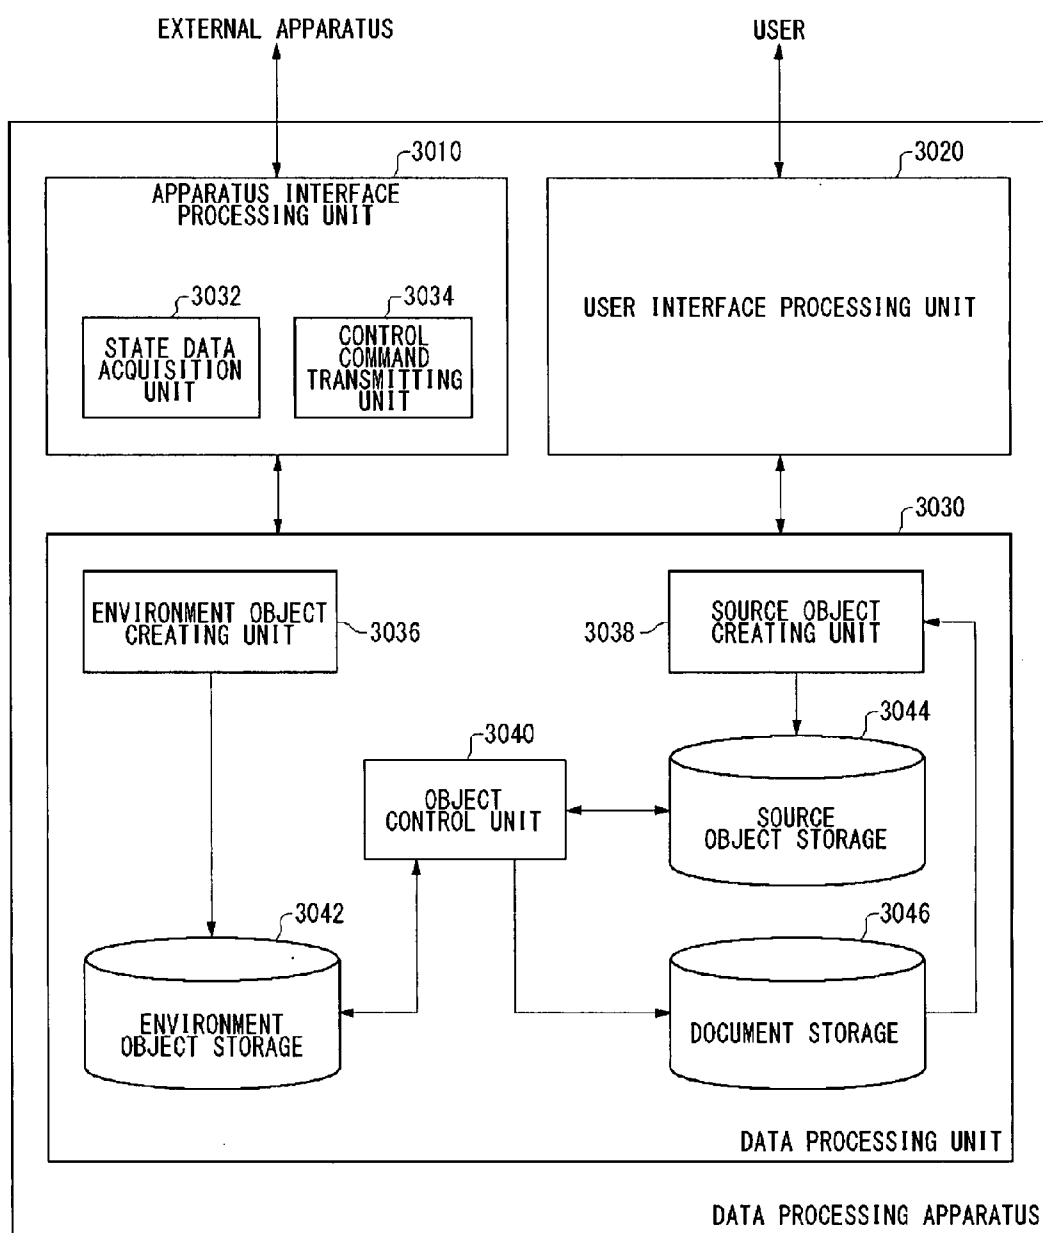 EXTERNAL APPARATUS
USER
3010
3020
APPARATUS INTERFACE
PROCESSING UNIT
3032
3034
STATE DATA
ACQUISITION
UNIT
CONTROL
COMMAND
TRANSMITTING
UNIT
USER INTERFACE PROCESSING UNIT
3030
ENVIRONMENT OBJECT
CREATING UNIT
3036
3038
SOURCE OBJECT
CREATING UNIT
3040
3044
OBJECT
CONTROL UNIT
SOURCE
OBJECT STORAGE
3042
3046
ENVIRONMENT
OBJECT STORAGE
DOCUMENT STORAGE
DATA PROCESSING UNIT
DATA PROCESSING APPARATUS